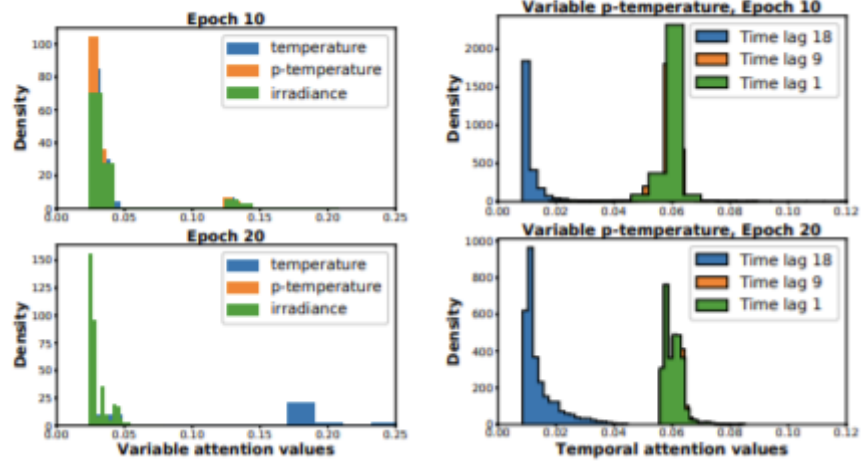 Epoch 10
temperature
p-temperature
irradiance
Density
100
80
60
40
20
0
0.00 0.05 0.10 0.15 0.20 0.25
Epoch 20
temperature
p-temperature
irradiance
Density
150
125
100
75
50
25
0
0.00 0.05 0.10 0.15 0.20 0.25
Variable attention values
Variable p-temperature, Epoch 10
Time lag 18
Time lag 9
Time lag 1
Density
2000
1500
1000
500
0
0.00 0.02 0.04 0.06 0.08 0.10 0.12
Variable p-temperature, Epoch 20
Time lag 18
Time lag 9
Time lag 1
Density
1000
800
600
400
200
0
0.00 0.02 0.04 0.06 0.08 0.10 0.12
Temporal attention values